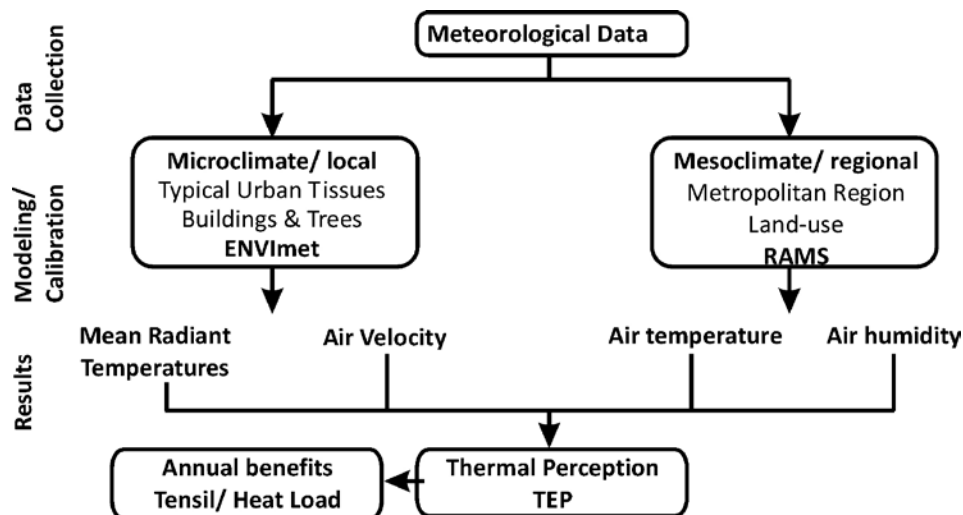 Meteorological Data
Data
Collection
Microclimate/ local
Typical Urban Tissues
Buildings & Trees
ENVImet
Mesoclimate/ regional
Metropolitan Region
Land-use
RAMS
Modeling/
Calibration
Mean Radiant
Temperatures
Air Velocity
Air temperature
Air humidity
Results
Annual benefits
Tensil/ Heat Load
Thermal Perception
TEP